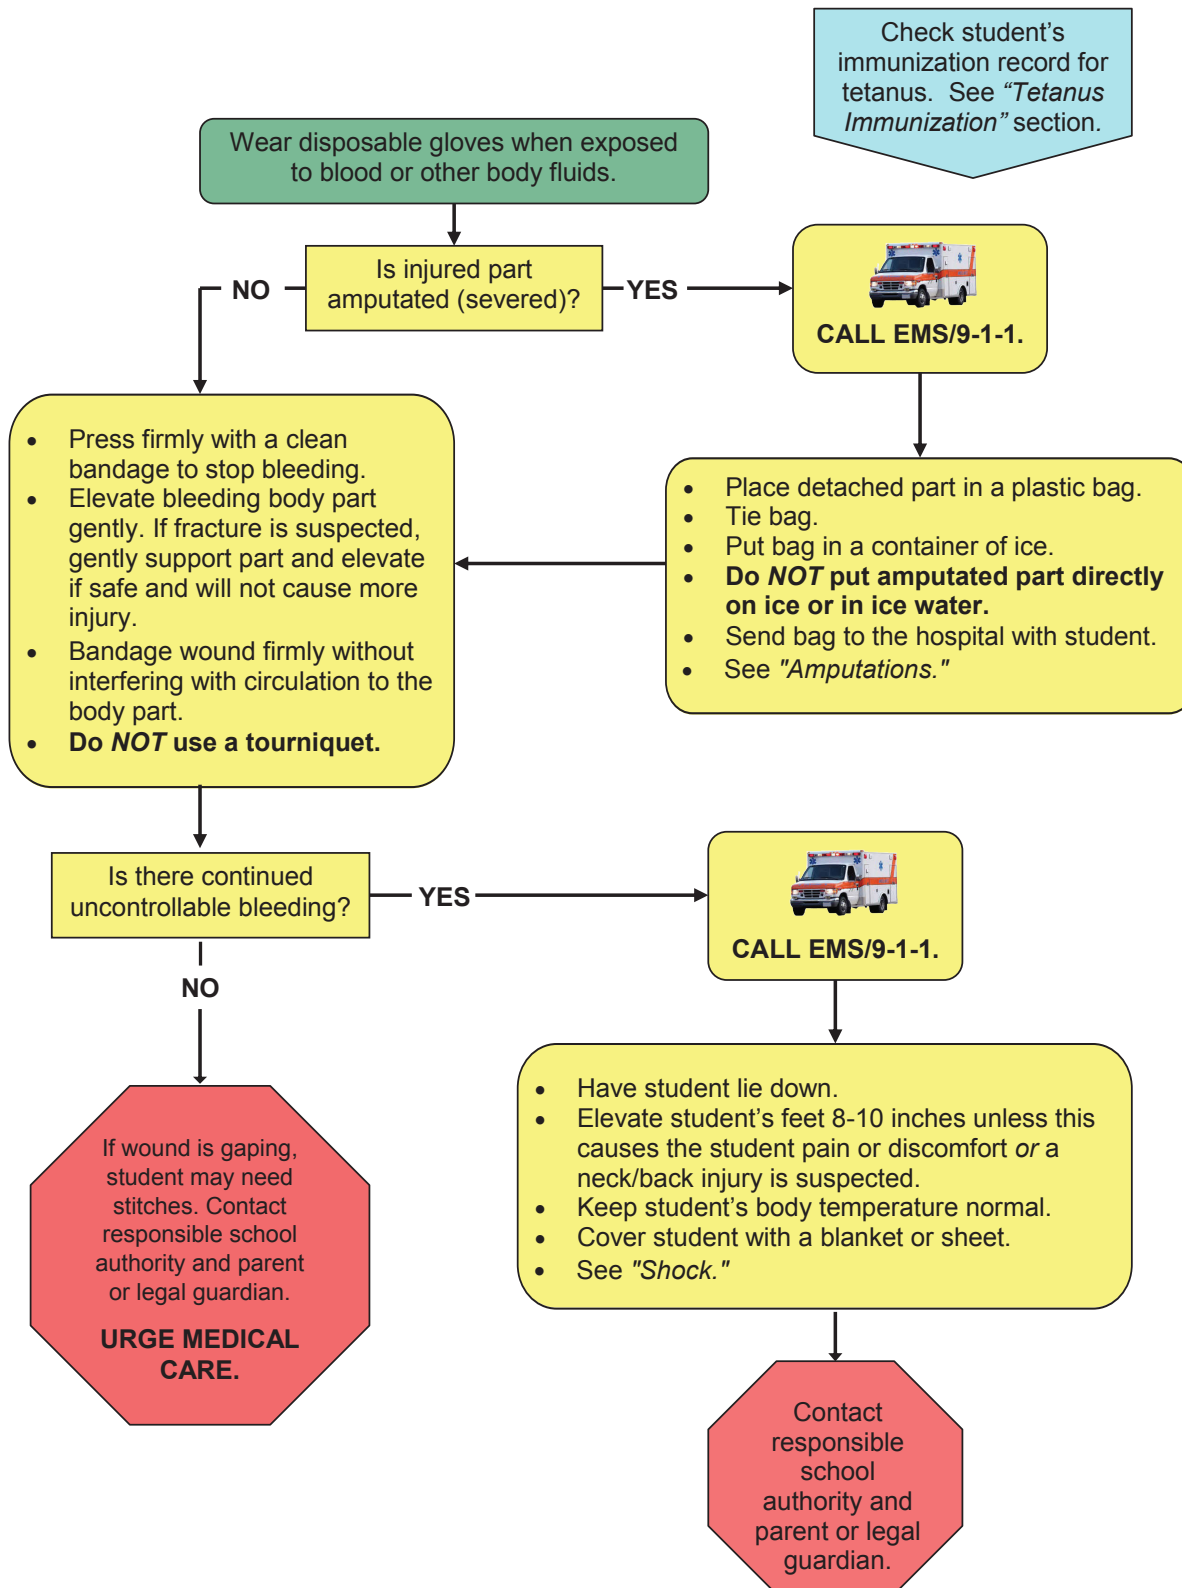 Check student’s
immunization record for
tetanus.  See “Tetanus
Immunization” section.
Wear disposable gloves when exposed
to blood or other body fluids.
Is injured part
amputated (severed)?
NO
YES
CALL EMS/9-1-1.
• Press firmly with a clean
bandage to stop bleeding.
• Elevate bleeding body part
gently. If fracture is suspected,
gently support part and elevate
if safe and will not cause more
injury.
• Bandage wound firmly without
interfering with circulation to the
body part.
• Do NOT use a tourniquet.
• Place detached part in a plastic bag.
• Tie bag.
• Put bag in a container of ice.
• Do NOT put amputated part directly
on ice or in ice water.
• Send bag to the hospital with student.
• See "Amputations."
Is there continued
uncontrollable bleeding?
YES
NO
CALL EMS/9-1-1.
• Have student lie down.
• Elevate student’s feet 8-10 inches unless this
causes the student pain or discomfort or a
neck/back injury is suspected.
• Keep student’s body temperature normal.
• Cover student with a blanket or sheet.
• See "Shock."
If wound is gaping,
student may need
stitches. Contact
responsible school
authority and parent
or legal guardian.
URGE MEDICAL
CARE.
Contact
responsible
school
authority and
parent or legal
guardian.